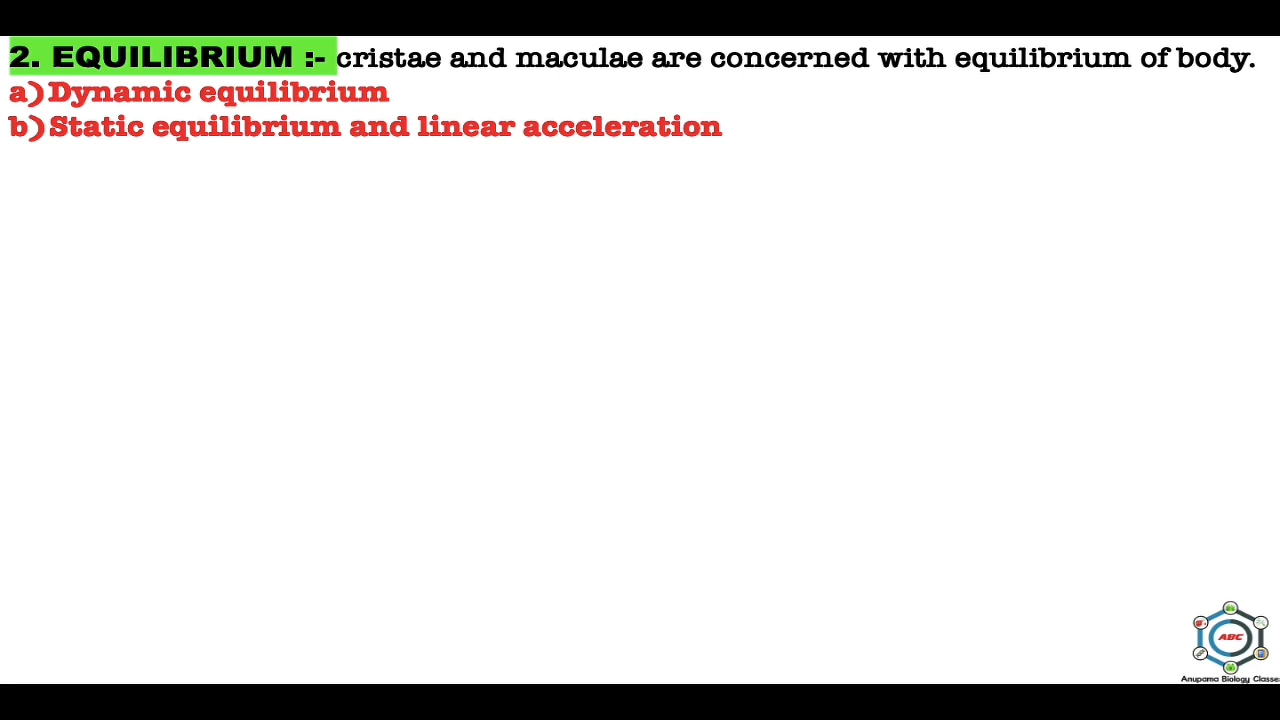 2. EQUILIBRIUM :- cristae and maculae are concerned with equilibrium of body.
a) Dynamic equilibrium
b) Static equilibrium and linear acceleration
ABC
Anupama Biology Classes